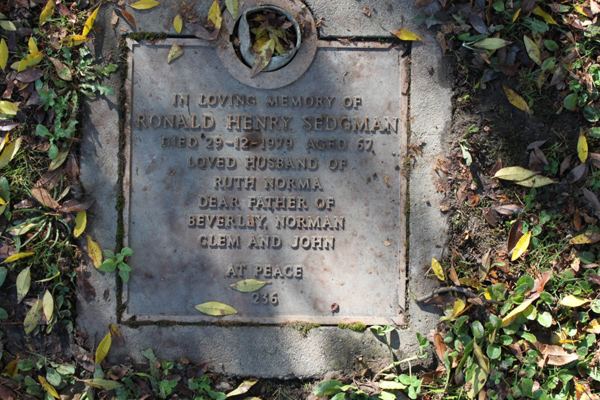 IN LOVING MEMORY OF
RONALD HENRY SEDGMAN
DIED 29-12-1979 AGED 67
LOVED HUSBAND OF
RUTH NORMA
DEAR FATHER OF
BEVERLEY, NORMAN
CLEM AND JOHN
AT PEACE
236